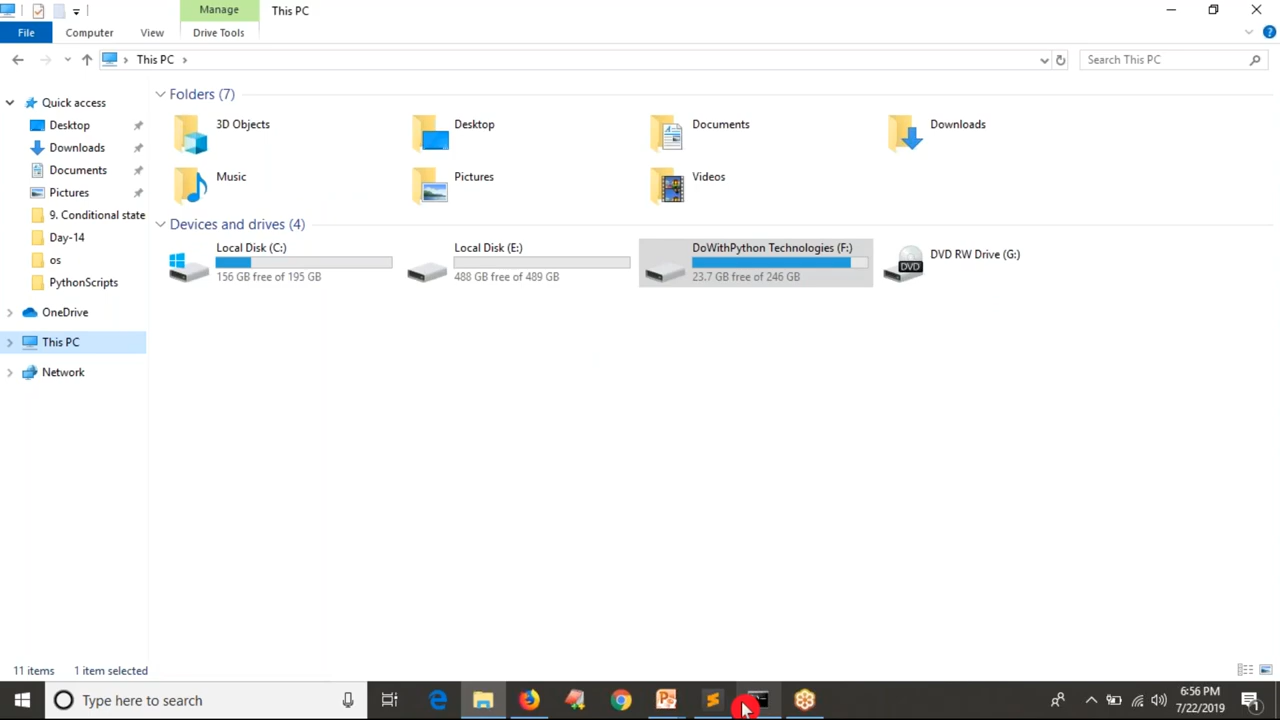 Manage
This PC
File
Computer
View
Drive Tools
This PC
Search This PC
Quick access
Desktop
Downloads
Documents
Pictures
9. Conditional state
Day-14
os
PythonScripts
OneDrive
This PC
Network
Folders (7)
3D Objects
Desktop
Documents
Downloads
Music
Pictures
Videos
Devices and drives (4)
Local Disk (C:)
156 GB free of 195 GB
Local Disk (E:)
488 GB free of 489 GB
DoWithPython Technologies (F:)
23.7 GB free of 246 GB
DVD RW Drive (G:)
DVD
11 items
1 item selected
Type here to search
6:56 PM
7/22/2019
1